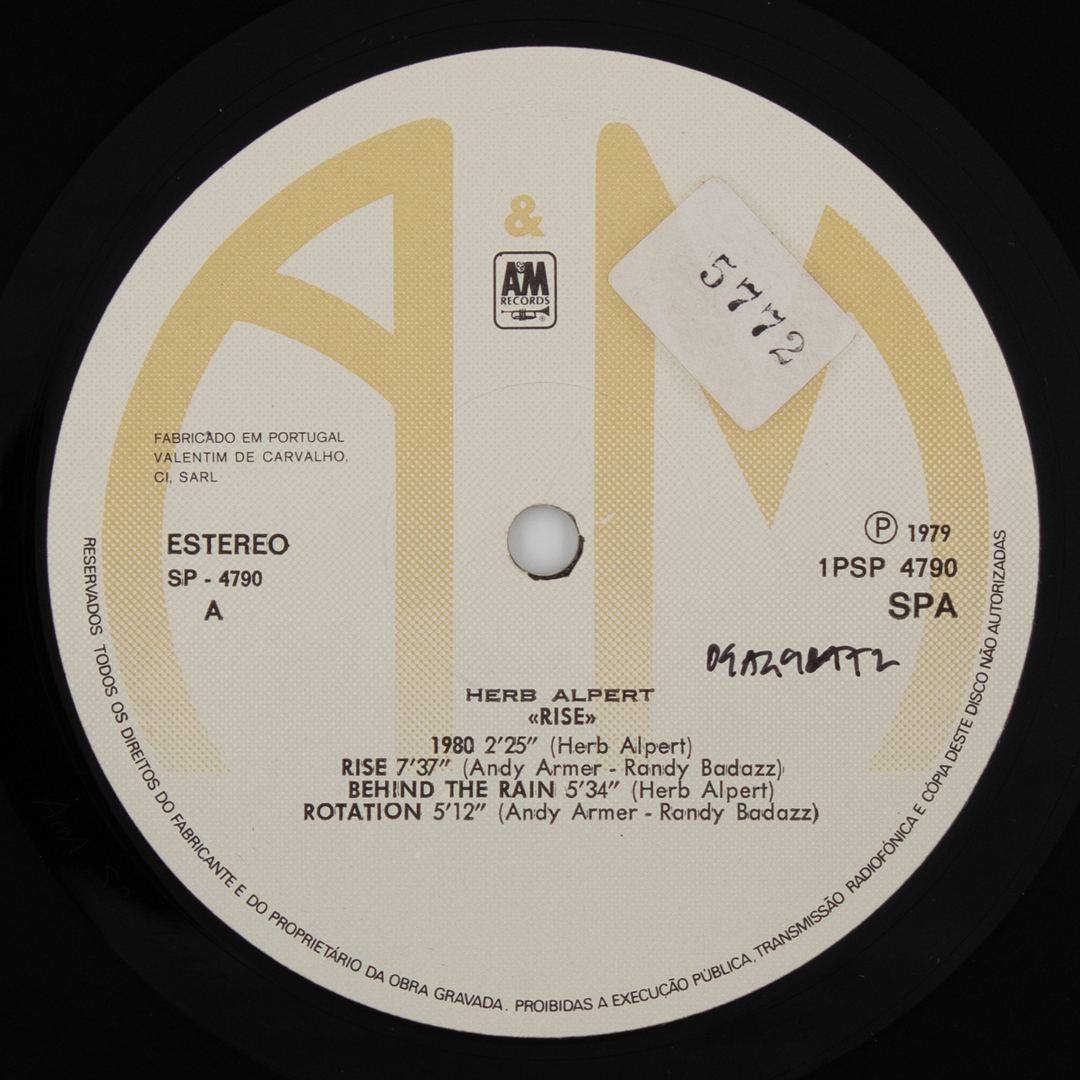 A & M
A&M
RECORDS
5772
FABRICADO EM PORTUGAL
VALENTIM DE CARVALHO,
CI, SARL
ESTEREO
SP - 4790
A
Ⓟ 1979
1PSP 4790
SPA
HERB ALPERT
«RISE»
1980 2’25” (Herb Alpert)
RISE 7’37” (Andy Armer - Randy Badazz)
BEHIND THE RAIN 5’34” (Herb Alpert)
ROTATION 5’12” (Andy Armer - Randy Badazz)
RESERVADOS TODOS OS DIREITOS DO FABRICANTE E DO PROPRIETÁRIO DA OBRA GRAVADA. PROIBIDAS A EXECUÇÃO PÚBLICA, TRANSMISSÃO RADIOFÓNICA E CÓPIA DESTE DISCO NÃO AUTORIZADAS